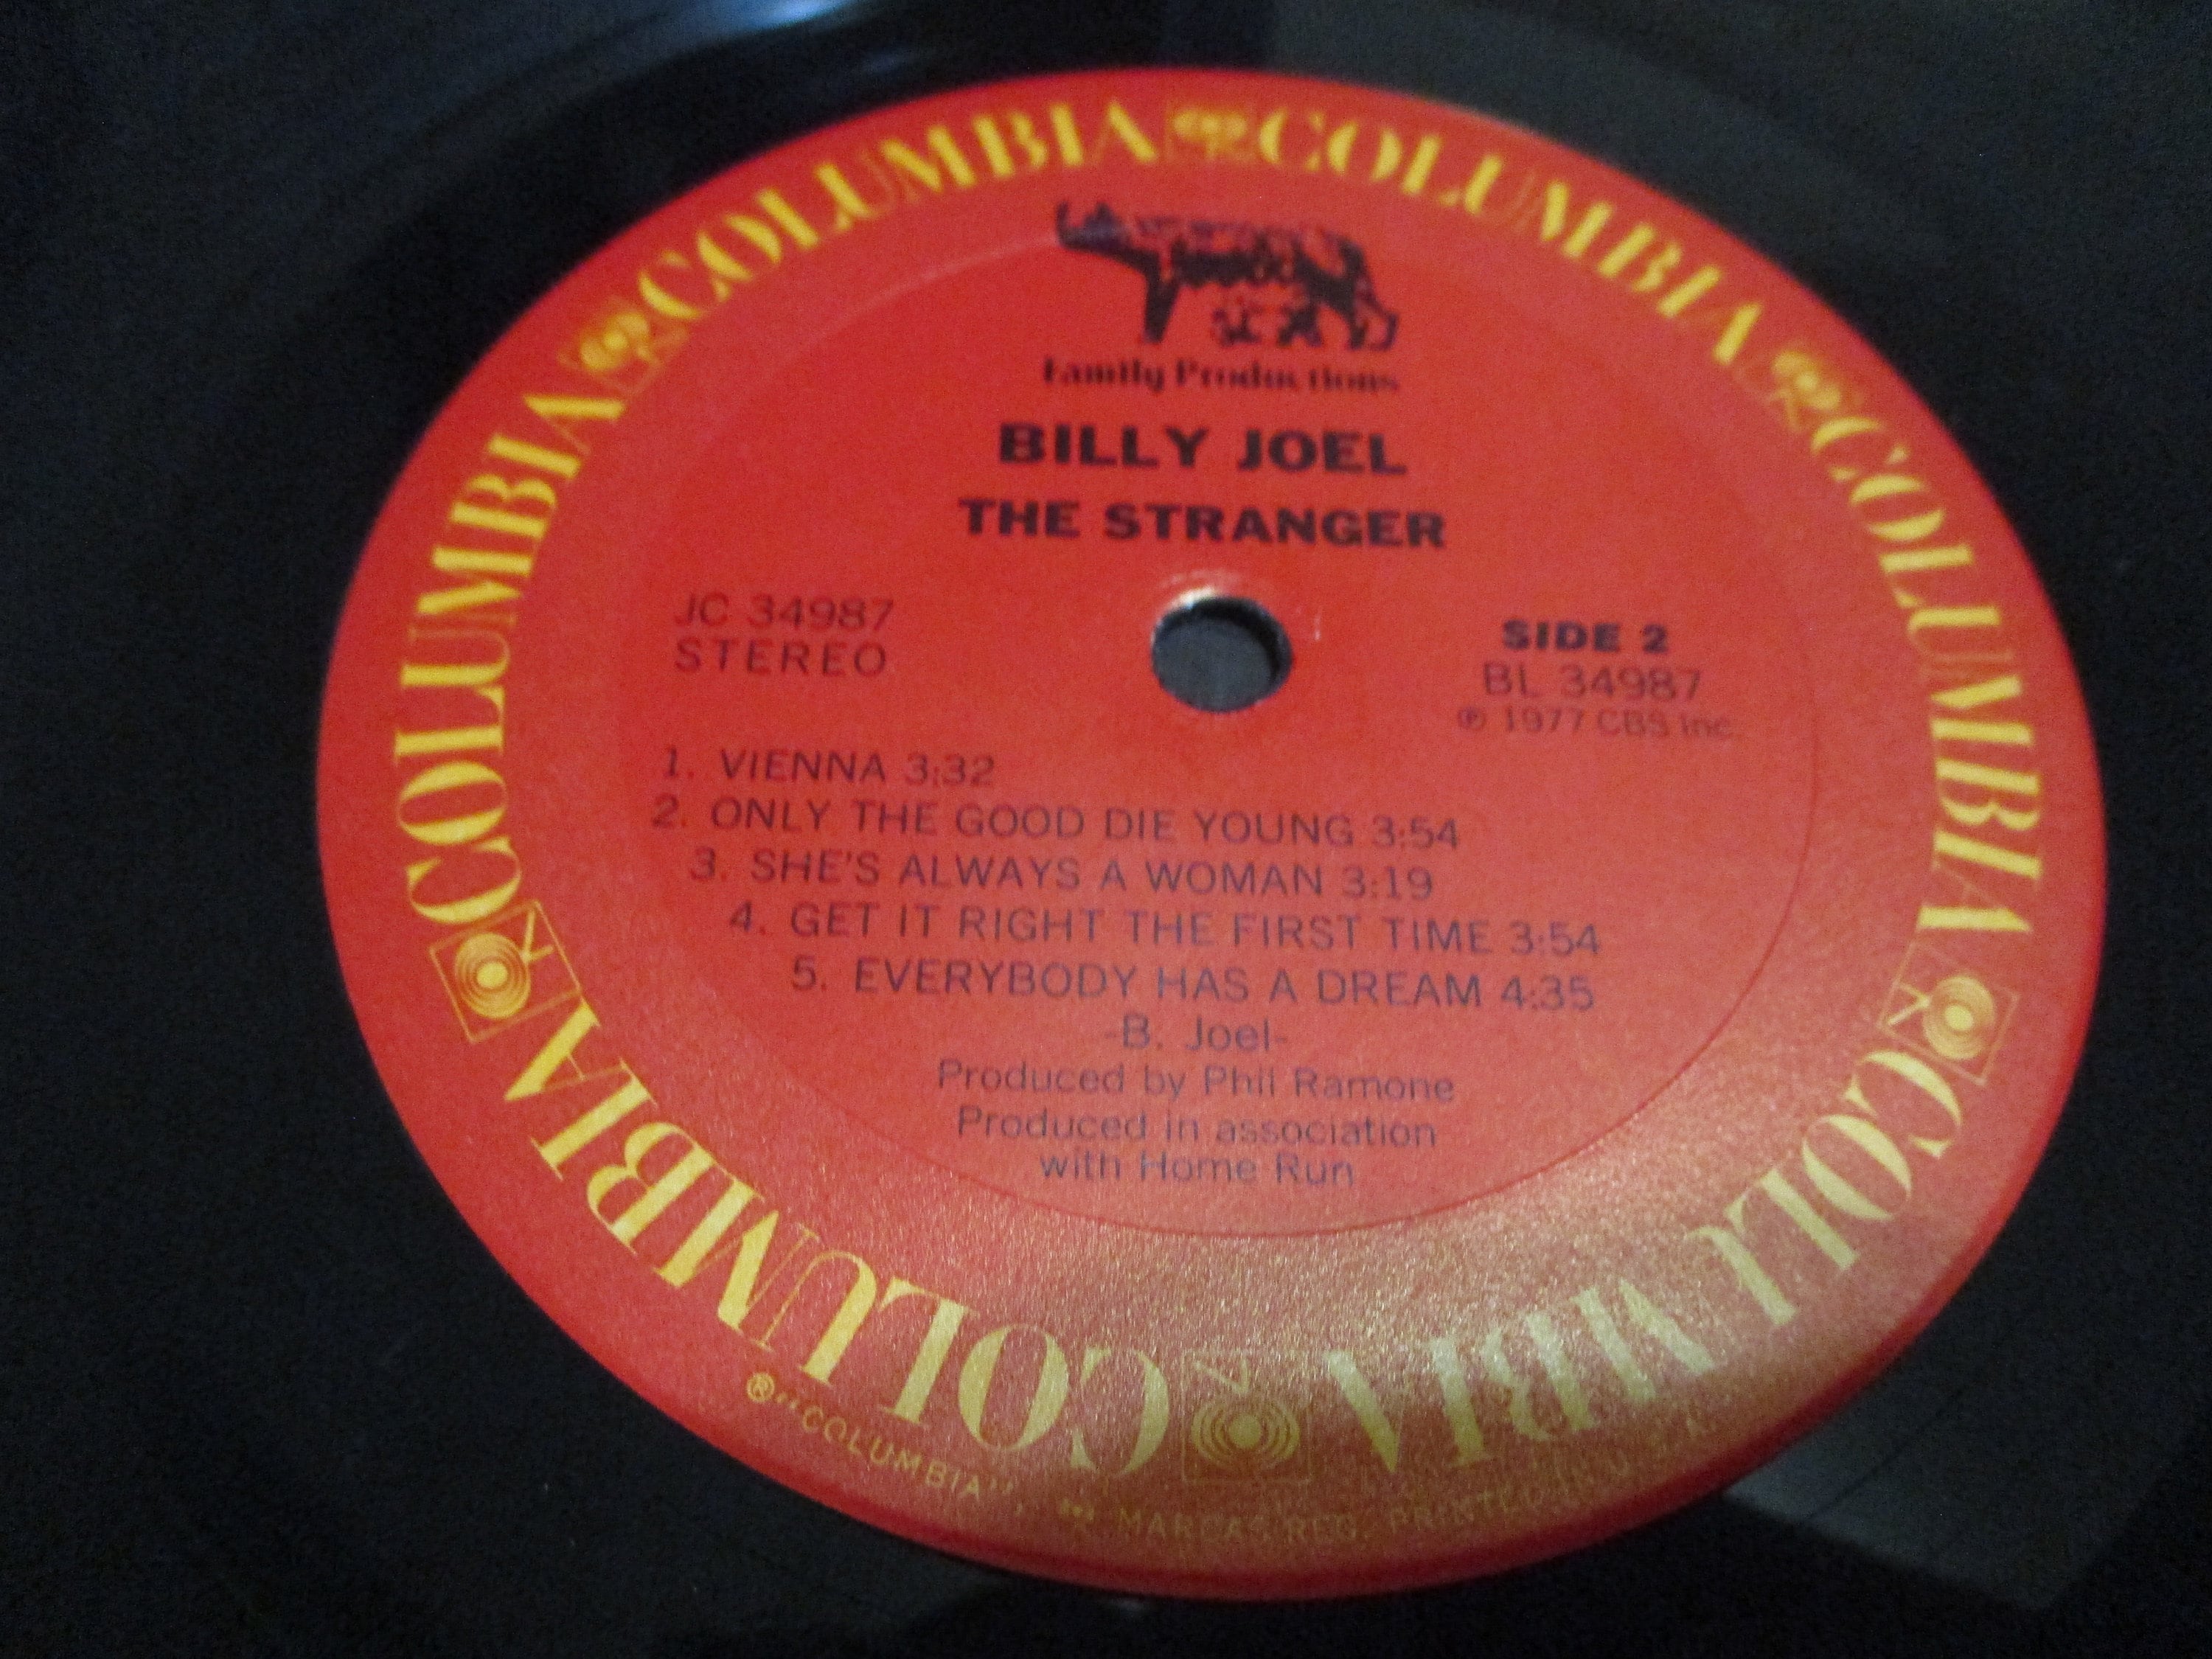 COLUMBIA COLUMBIA COLUMBIA COLUMBIA COLUMBIA COLUMBIA
Family Productions
BILLY JOEL
THE STRANGER
JC 34987
STEREO
SIDE 2
BL 34987
℗ 1977 CBS Inc.
1. VIENNA 3:32
2. ONLY THE GOOD DIE YOUNG 3:54
3. SHE'S ALWAYS A WOMAN 3:19
4. GET IT RIGHT THE FIRST TIME 3:54
5. EVERYBODY HAS A DREAM 4:35
-B. Joel-
Produced by Phil Ramone
Produced in association
with Home Run
® "COLUMBIA", MARCAS REG. PRINTED IN U.S.A.